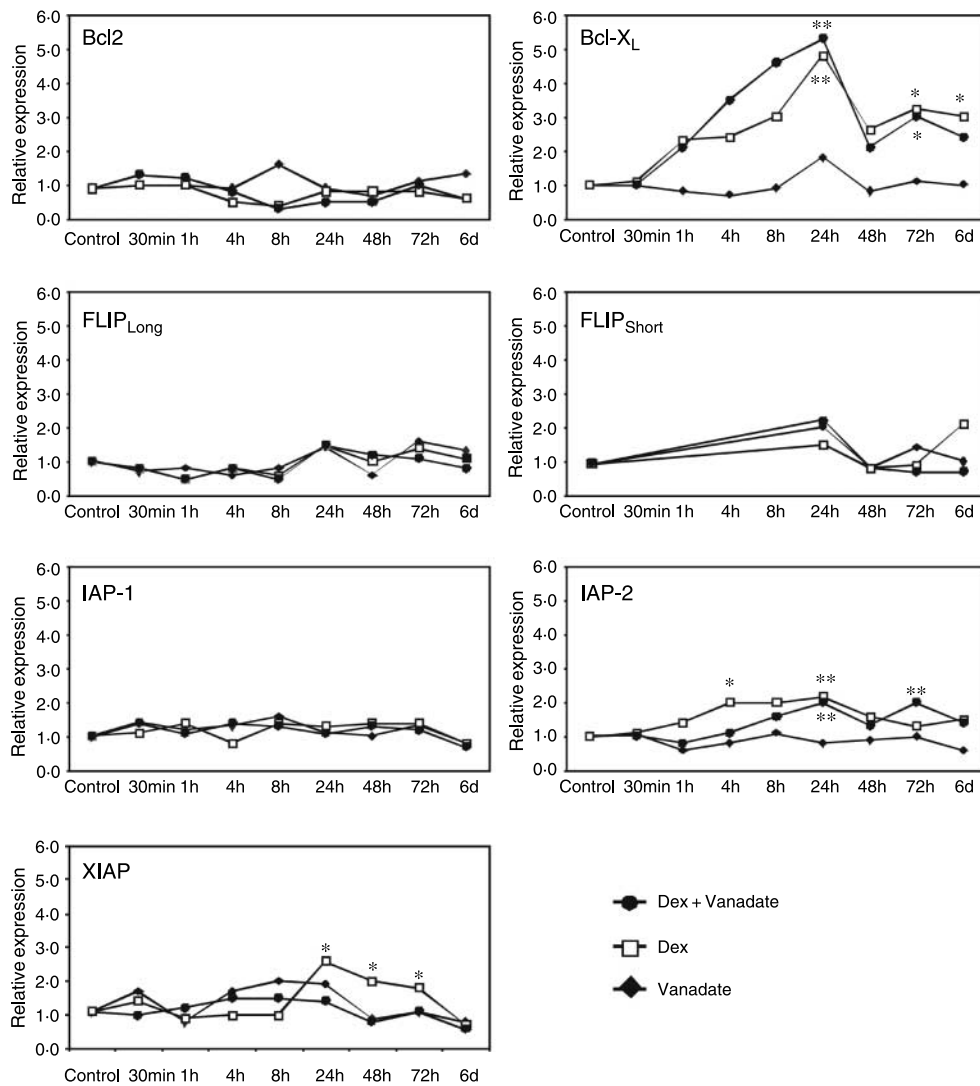 Bcl2
Relative expression
6·0
5·0
4·0
3·0
2·0
1·0
0·0
Control 30min 1h 4h 8h 24h 48h 72h 6d
Bcl-XL
Relative expression
6·0
5·0
4·0
3·0
2·0
1·0
0·0
**
**
*
*
*
Control 30min 1h 4h 8h 24h 48h 72h 6d
FLIPLong
Relative expression
6·0
5·0
4·0
3·0
2·0
1·0
0·0
Control 30min 1h 4h 8h 24h 48h 72h 6d
FLIPShort
Relative expression
6·0
5·0
4·0
3·0
2·0
1·0
0·0
Control 30min 1h 4h 8h 24h 48h 72h 6d
IAP-1
Relative expression
6·0
5·0
4·0
3·0
2·0
1·0
0·0
Control 30min 1h 4h 8h 24h 48h 72h 6d
IAP-2
Relative expression
6·0
5·0
4·0
3·0
2·0
1·0
0·0
*
**
**
**
Control 30min 1h 4h 8h 24h 48h 72h 6d
XIAP
Relative expression
6·0
5·0
4·0
3·0
2·0
1·0
0·0
*
*
*
Control 30min 1h 4h 8h 24h 48h 72h 6d
Dex + Vanadate
Dex
Vanadate